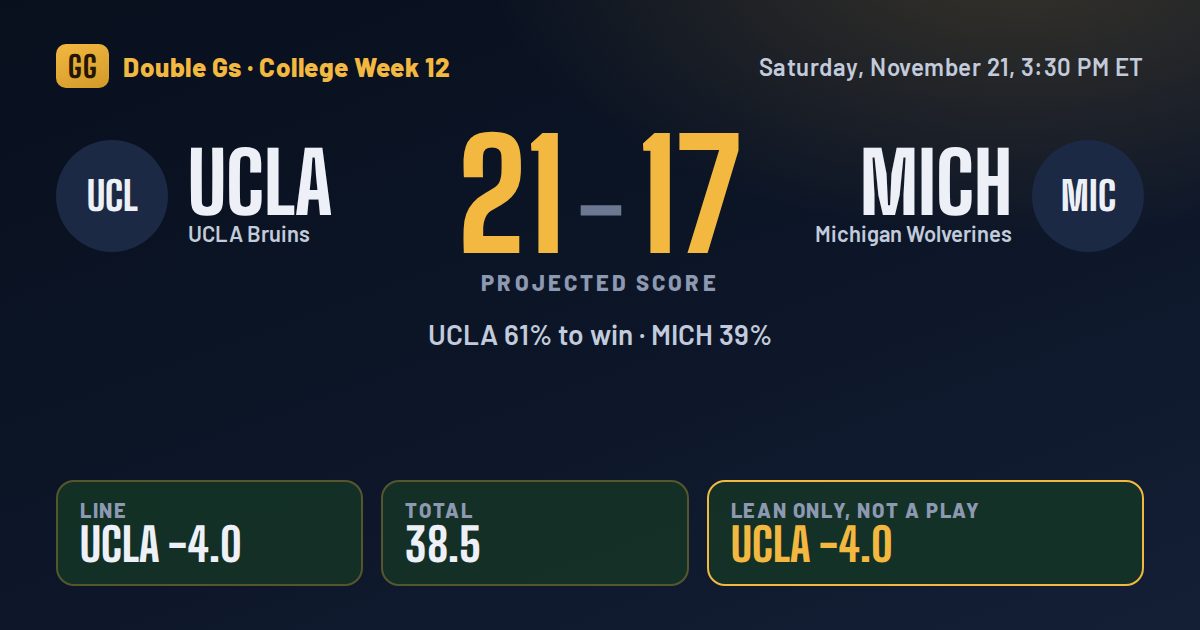 GG Double Gs · College Week 12
Saturday, November 21, 3:30 PM ET
UCL
UCLA
UCLA Bruins
21 – 17
PROJECTED SCORE
MICH
Michigan Wolverines
MIC
UCLA 61% to win · MICH 39%
LINE
UCLA −4.0
TOTAL
38.5
LEAN ONLY, NOT A PLAY
UCLA −4.0